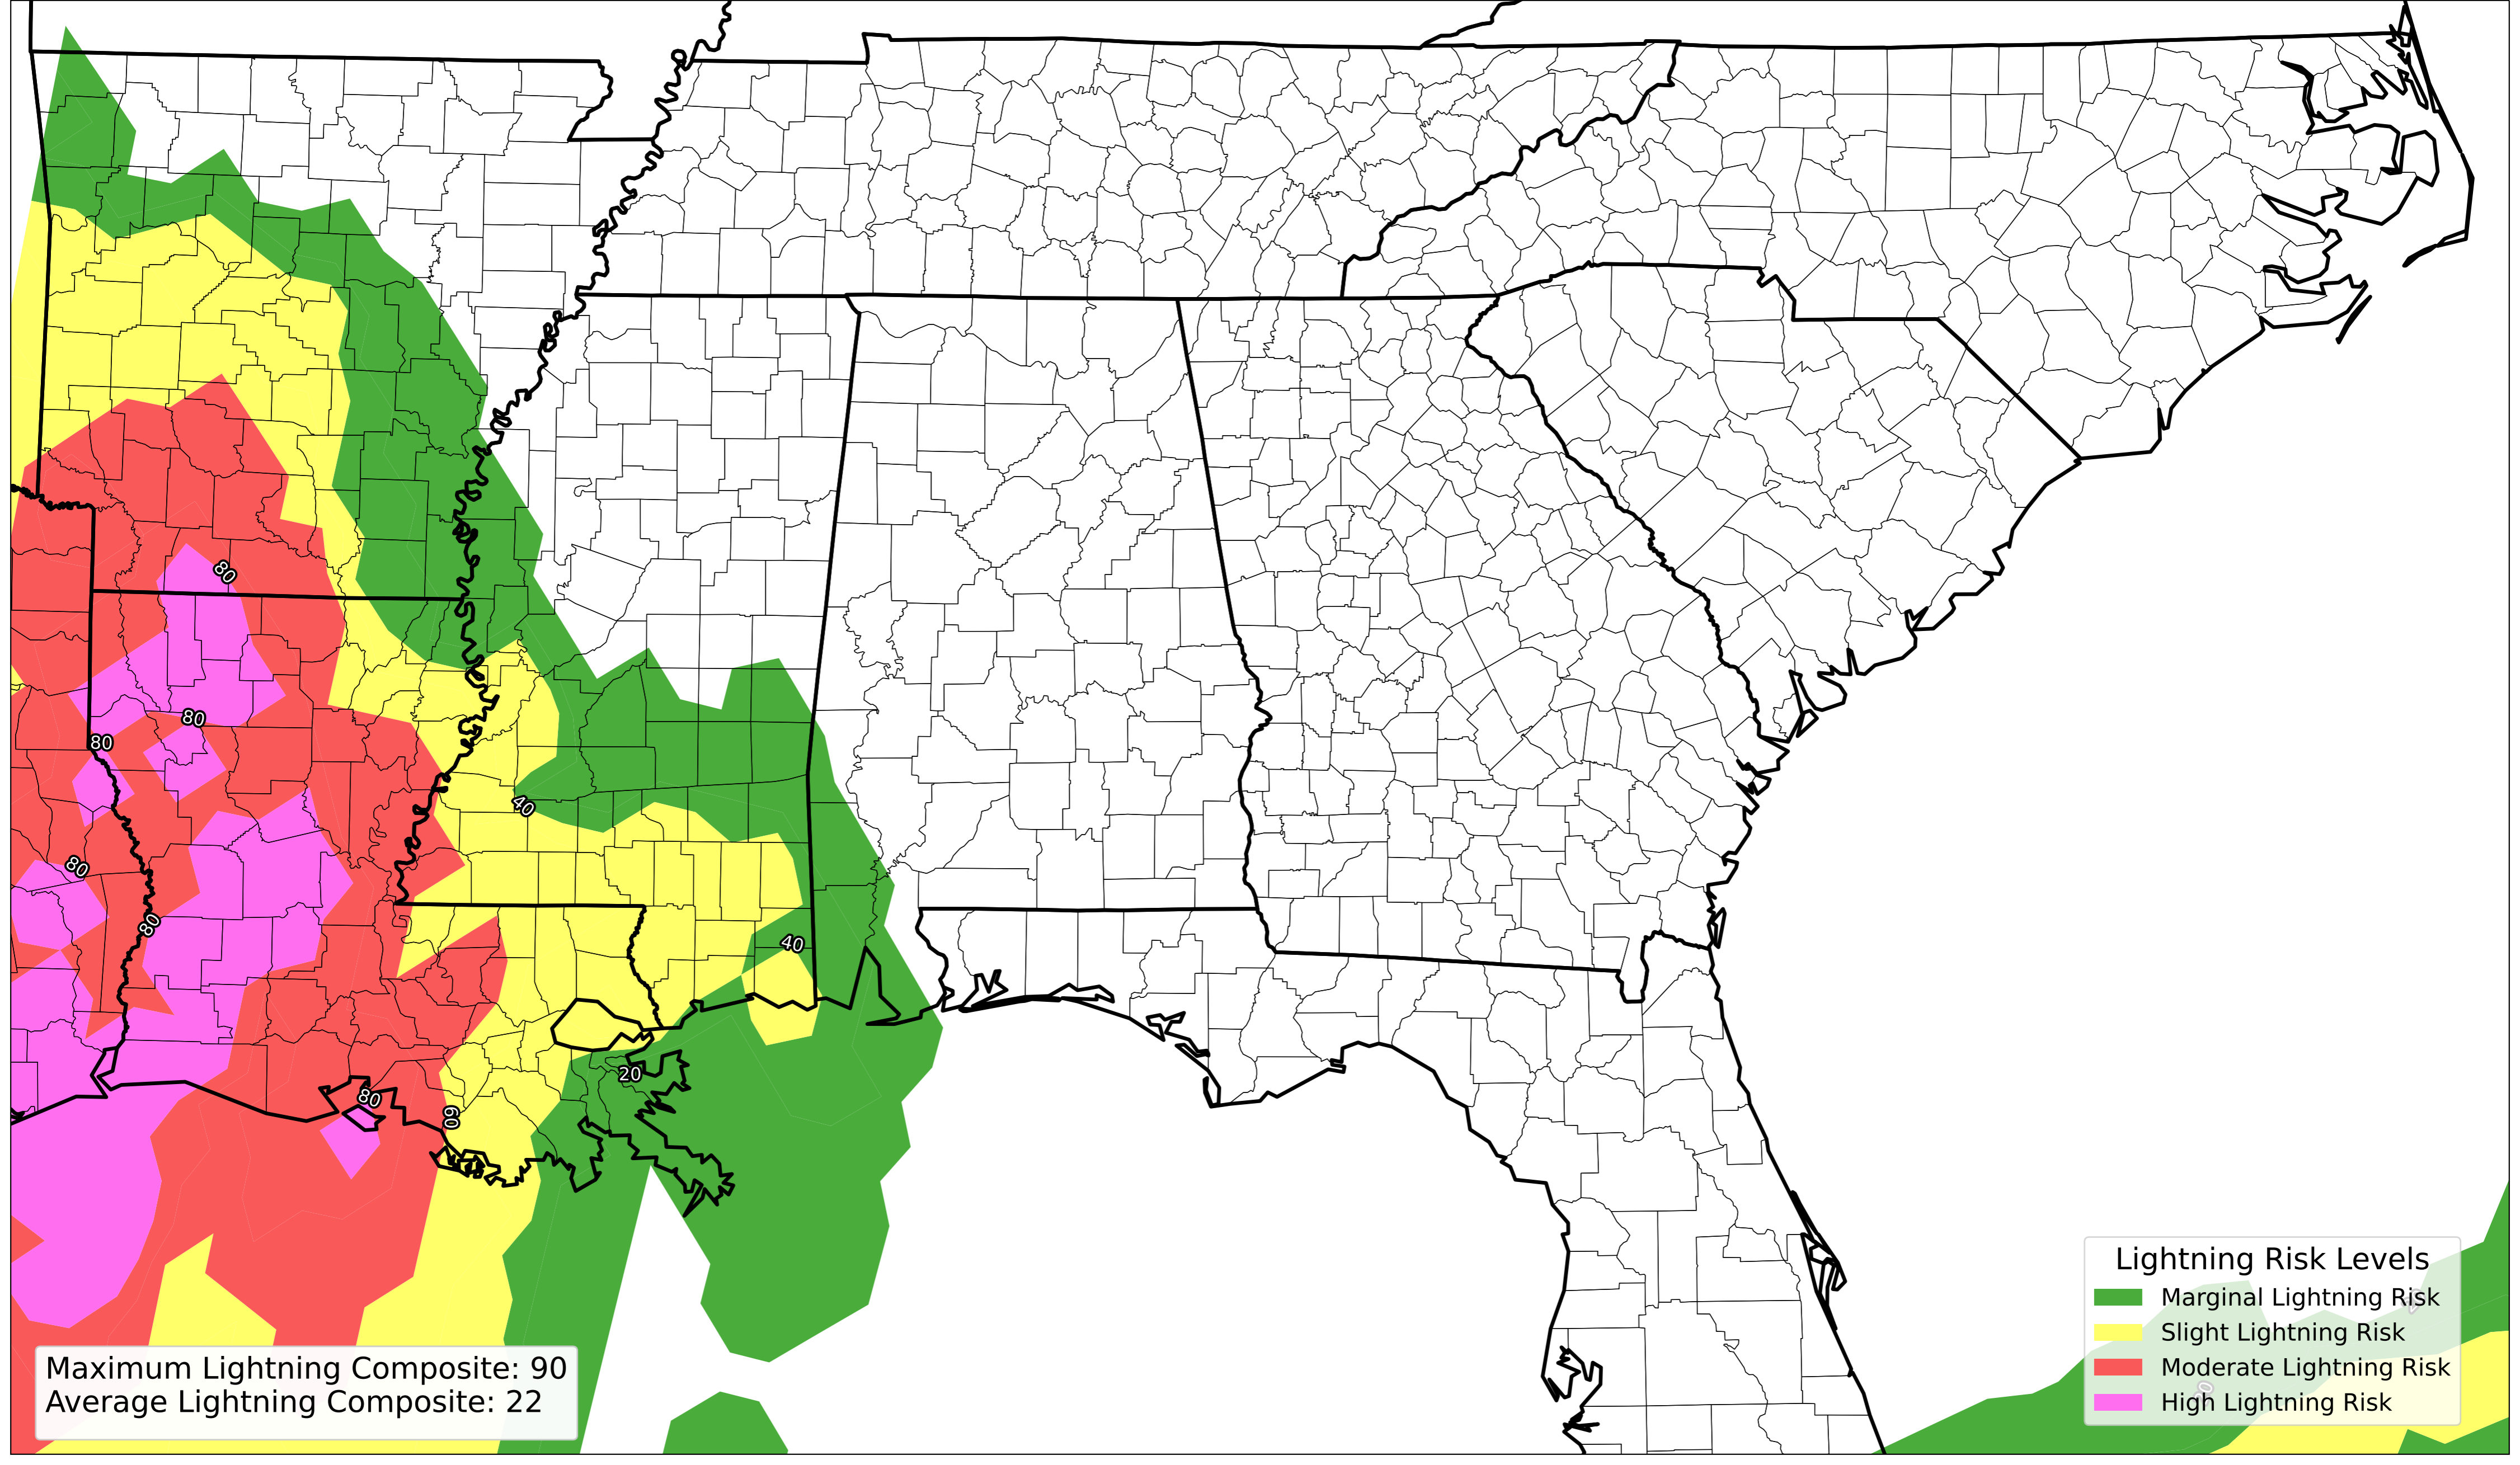 80
80
80
40
80
80
40
20
80
60
Lightning Risk Levels
Marginal Lightning Risk
Slight Lightning Risk
Moderate Lightning Risk
High Lightning Risk
Maximum Lightning Composite: 90
Average Lightning Composite: 22